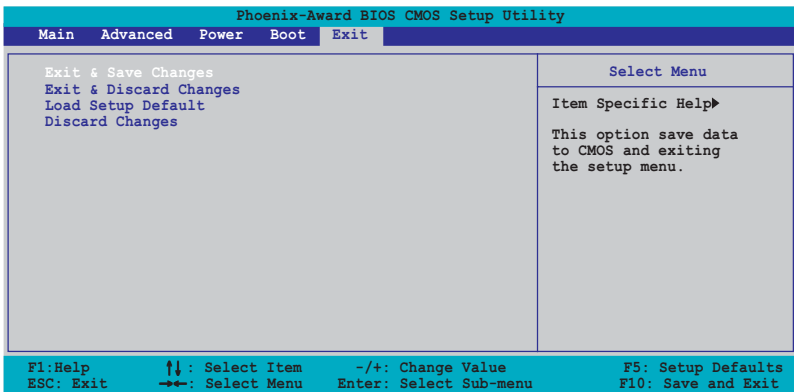 Phoenix-Award BIOS CMOS Setup Utility
Main Advanced Power Boot Exit
Exit & Save Changes
Exit & Discard Changes
Load Setup Default
Discard Changes
Select Menu
Item Specific Help▶
This option save data
to CMOS and exiting
the setup menu.
F1:Help ↑↓: Select Item -/+: Change Value F5: Setup Defaults
ESC: Exit →←: Select Menu Enter: Select Sub-menu F10: Save and Exit